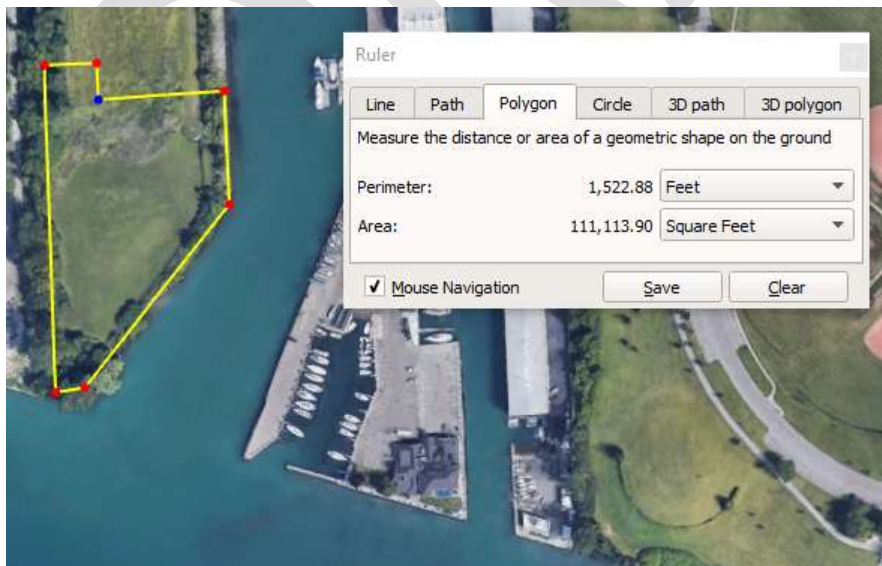 Ruler
Line Path Polygon Circle 3D path 3D polygon
Measure the distance or area of a geometric shape on the ground
Perimeter: 1,522.88 Feet
Area: 111,113.90 Square Feet
Mouse Navigation Save Clear